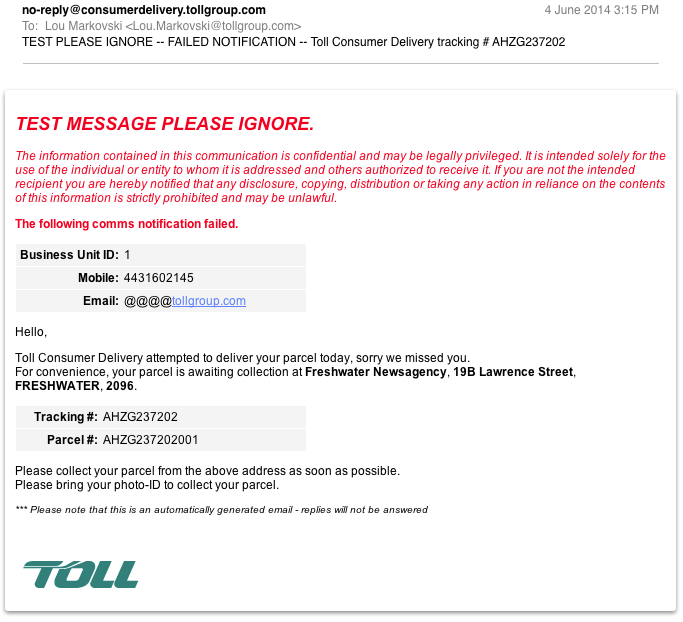 no-reply@consumerdelivery.tollgroup.com 4 June 2014 3:15 PM
To: Lou Markovski <Lou.Markovski@tollgroup.com>
TEST PLEASE IGNORE -- FAILED NOTIFICATION -- Toll Consumer Delivery tracking # AHZG237202
TEST MESSAGE PLEASE IGNORE.
The information contained in this communication is confidential and may be legally privileged. It is intended solely for the
use of the individual or entity to whom it is addressed and others authorized to receive it. If you are not the intended
recipient you are hereby notified that any disclosure, copying, distribution or taking any action in reliance on the contents
of this information is strictly prohibited and may be unlawful.
The following comms notification failed.
Business Unit ID: 1
Mobile: 4431602145
Email: @@@@tollgroup.com
Hello,
Toll Consumer Delivery attempted to deliver your parcel today, sorry we missed you.
For convenience, your parcel is awaiting collection at Freshwater Newsagency, 19B Lawrence Street,
FRESHWATER, 2096.
Tracking #: AHZG237202
Parcel #: AHZG237202001
Please collect your parcel from the above address as soon as possible.
Please bring your photo-ID to collect your parcel.
*** Please note that this is an automatically generated email - replies will not be answered
TOLL